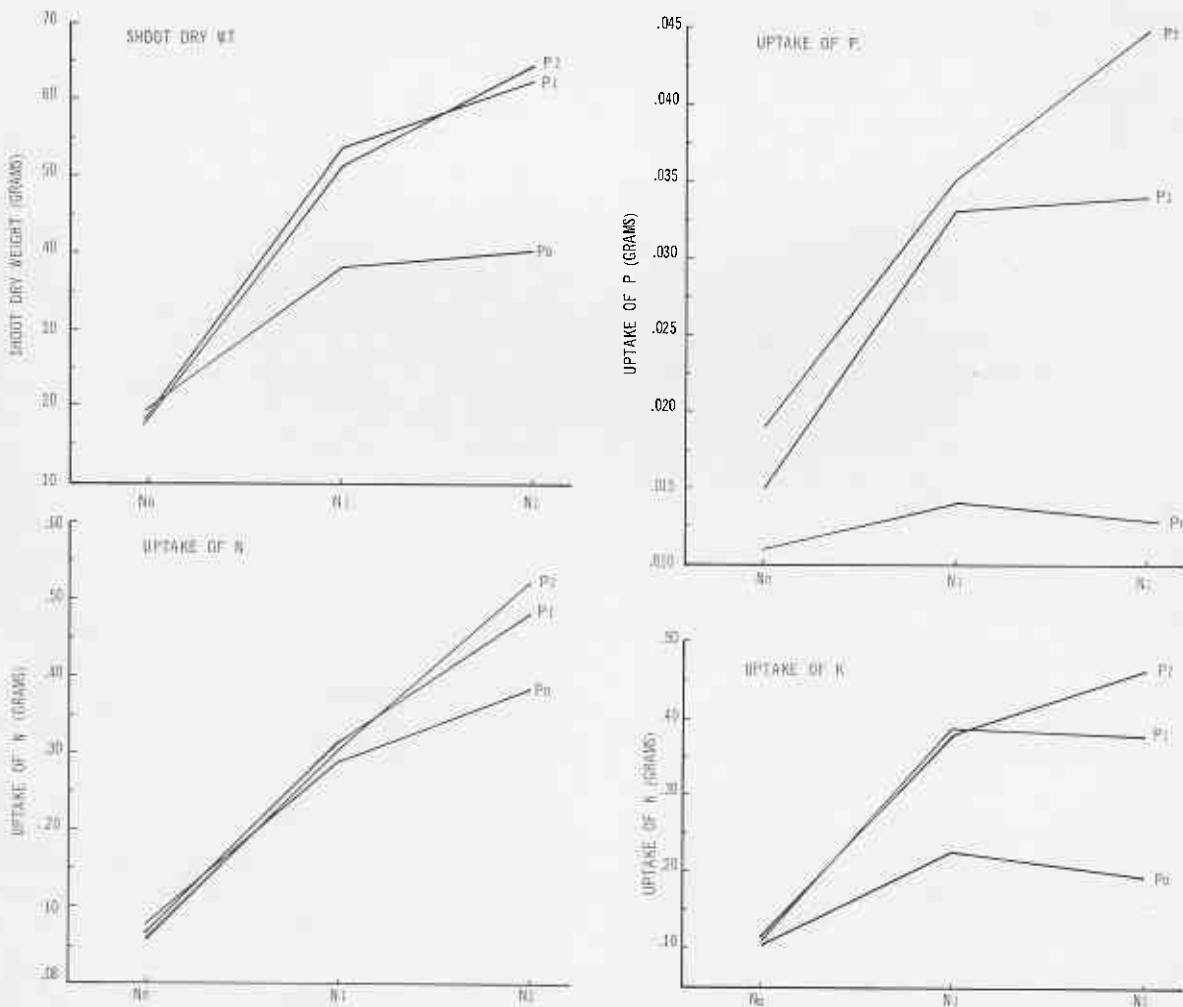 SHOOT DRY WT
SHOOT DRY WEIGHT (GRAMS)
70
60
50
40
30
20
10
P2
P1
P0
N0 N1 N2
UPTAKE OF N
UPTAKE OF N (GRAMS)
.60
.50
.40
.30
.20
.10
.00
P2
P1
P0
N0 N1 N2
UPTAKE OF P
UPTAKE OF P (GRAMS)
.045
.040
.035
.030
.025
.020
.015
.010
P2
P1
P0
N0 N1 N2
UPTAKE OF K
UPTAKE OF K (GRAMS)
.50
.40
.30
.20
.10
P2
P1
P0
N0 N1 N2